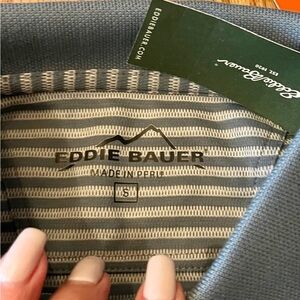 EDDIEBAUER.COM
Eddie Bauer
EST. 1920
EDDIE BAUER
MADE IN PERU
S